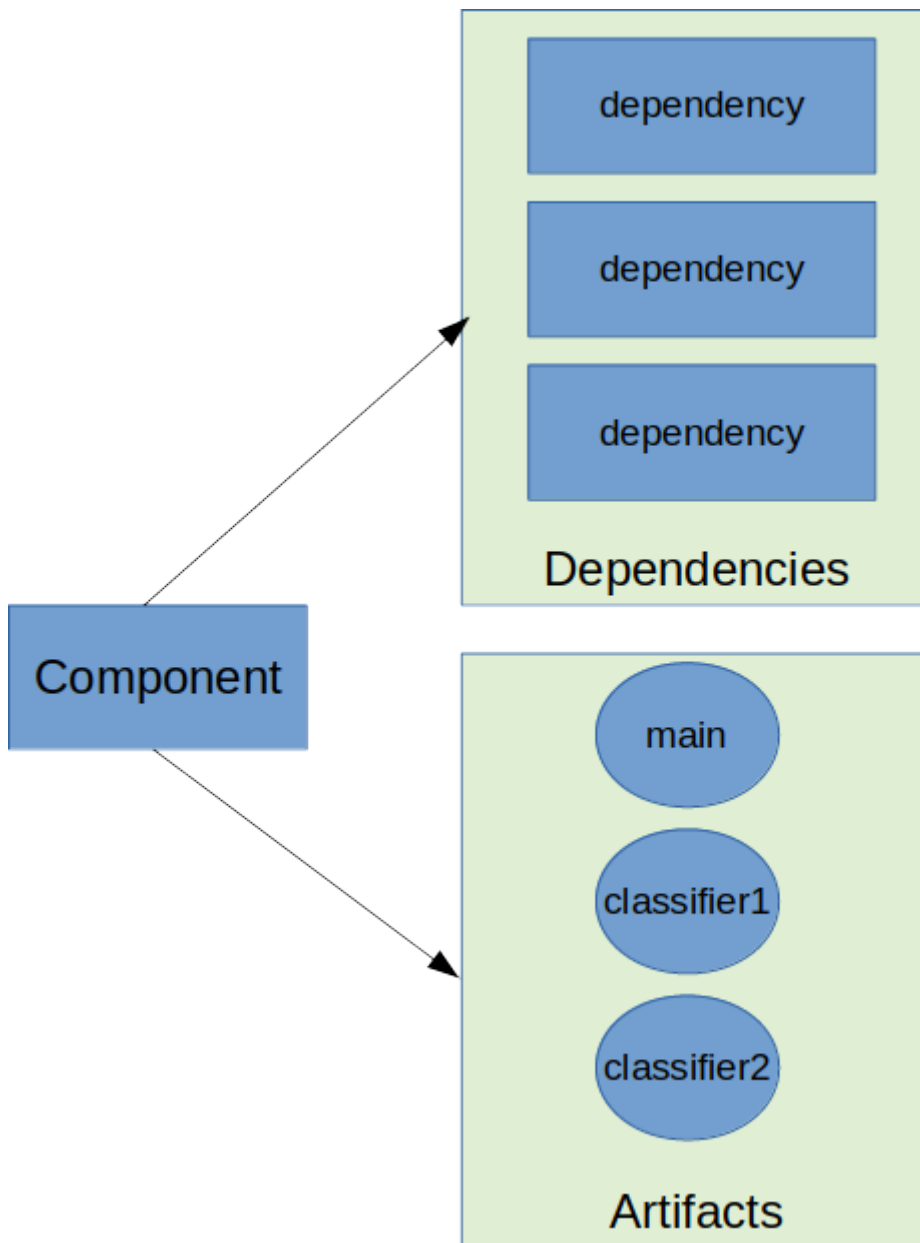 dependency
dependency
dependency
Dependencies
Component
main
classifier1
classifier2
Artifacts